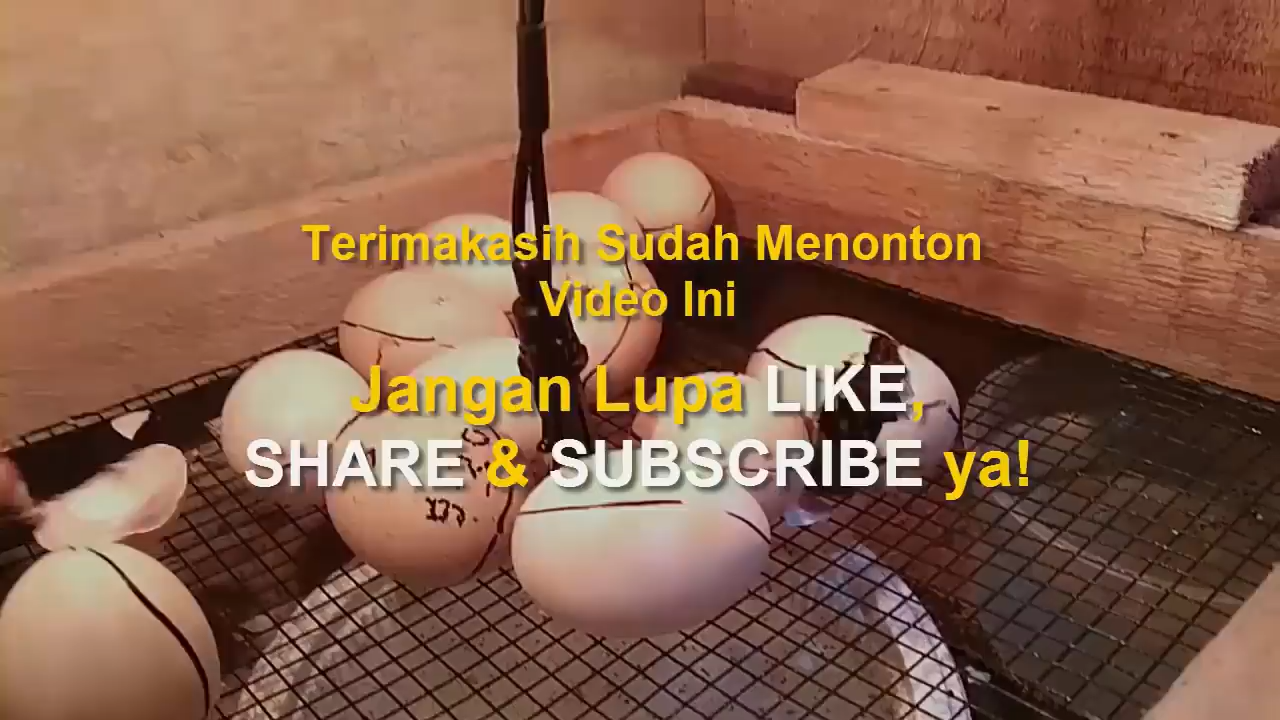 Terimakasih Sudah Menonton
Video Ini
Jangan Lupa LIKE,
SHARE & SUBSCRIBE ya!